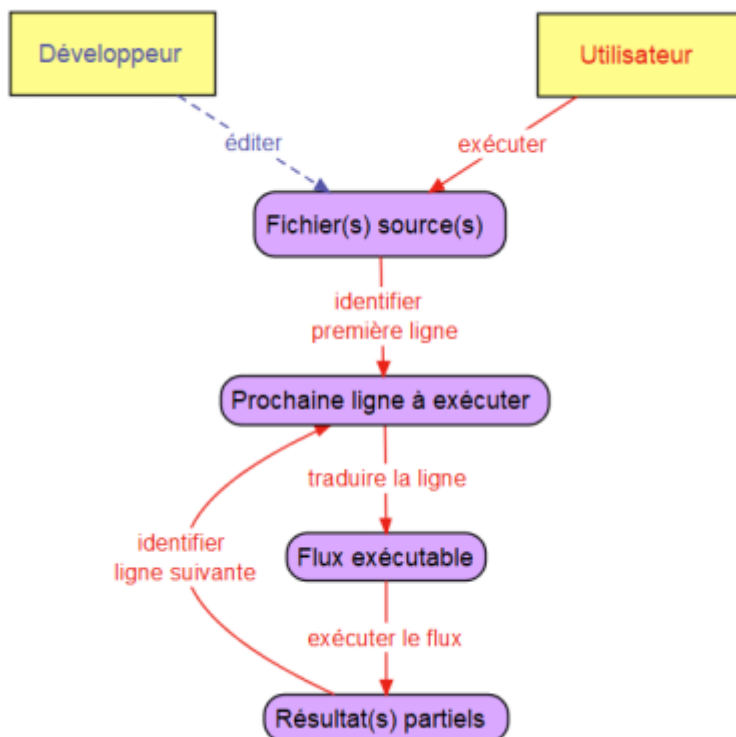 Développeur
Utilisateur
éditer
exécuter
Fichier(s) source(s)
identifier
première ligne
Prochaine ligne à exécuter
traduire la ligne
identifier
ligne suivante
Flux exécutable
exécuter le flux
Résultat(s) partiels